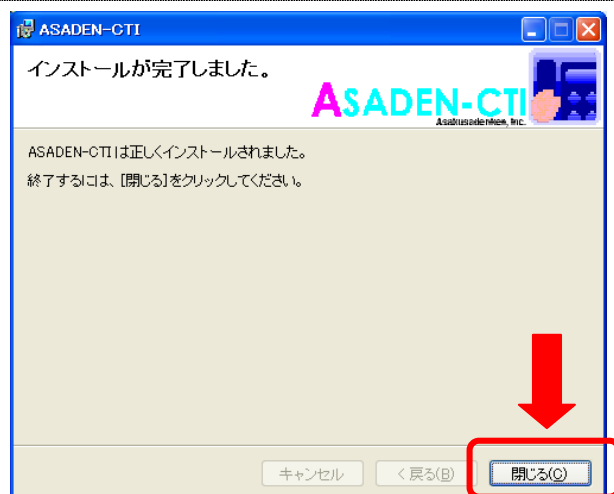 ASADEN-CTI
インストールが完了しました。
ASADEN-CTI
Asakusadenken, Inc.
ASADEN-CTI は正しくインストールされました。
終了するには、[閉じる]をクリックしてください。
キャンセル
< 戻る(B)
閉じる(C)